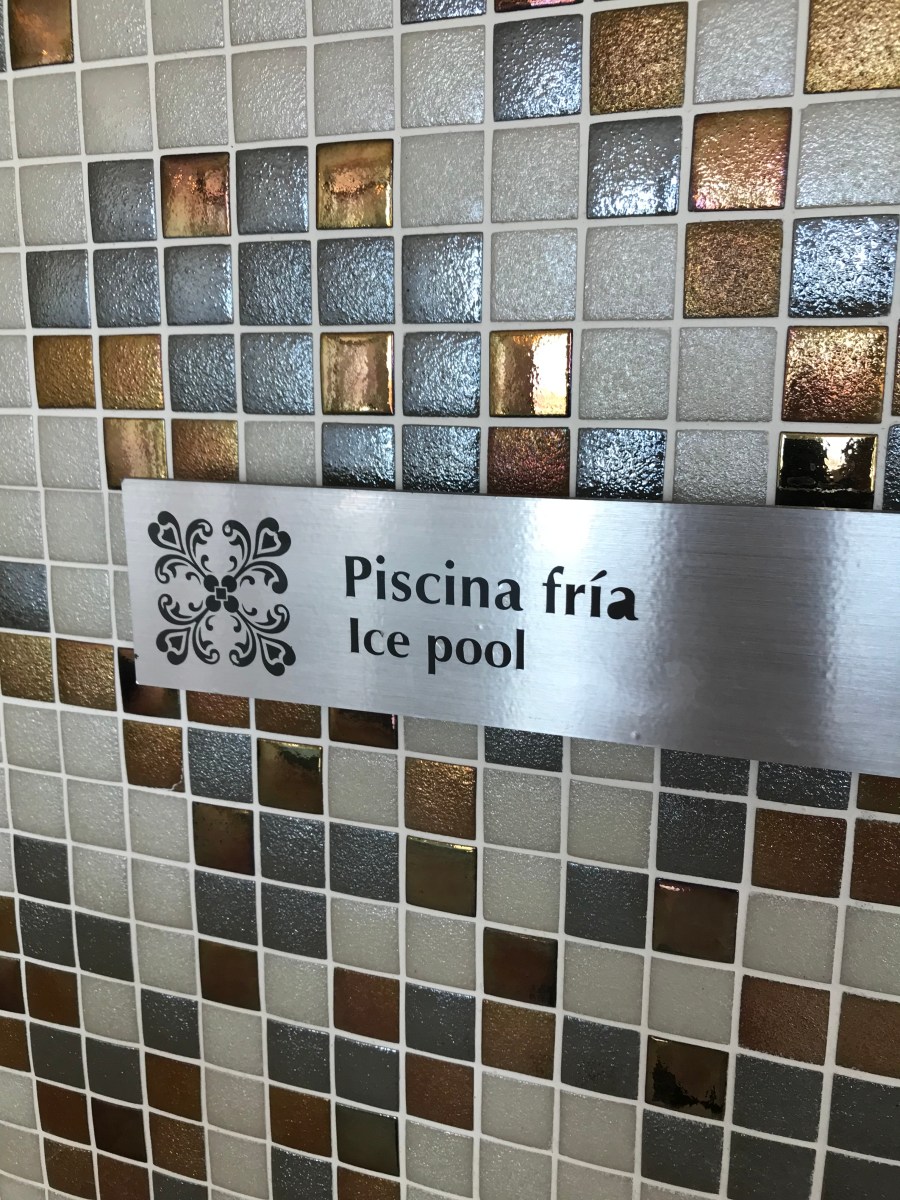 Piscina fría
Ice pool